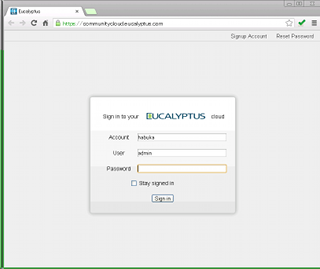 Eucalyptus
https://communitycloud.eucalyptus.com
Signup Account Reset Password
Sign in to your EUCALYPTUS cloud
Account habuka
User admin
Password
Stay signed in
Sign in